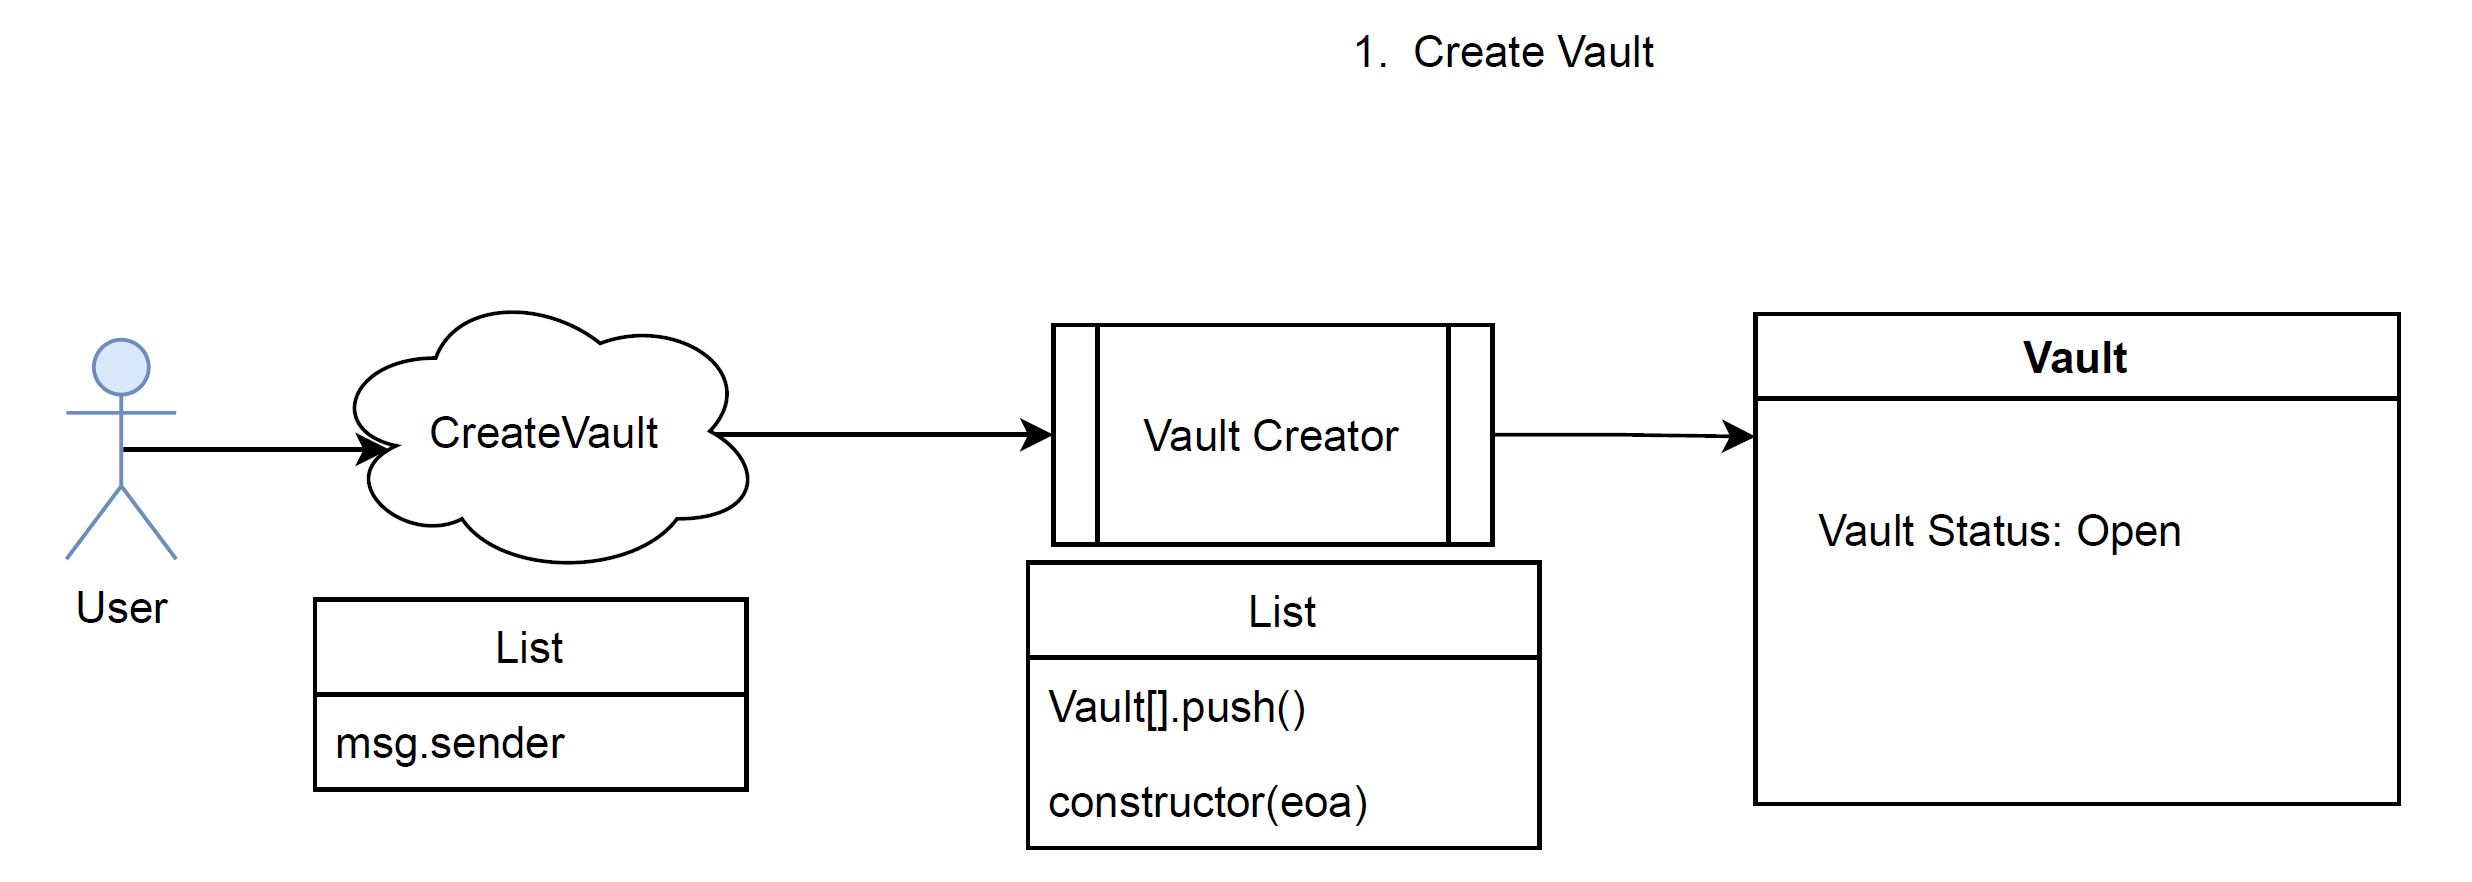 1. Create Vault
User
CreateVault
List
msg.sender
Vault Creator
List
Vault[].push()
constructor(eoa)
Vault
Vault Status: Open